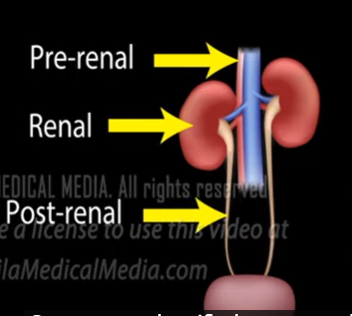 Pre-renal
Renal
MEDICAL MEDIA. All rights reserved
Post-renal
e a license to use this video at
ilaMedicalMedia.com